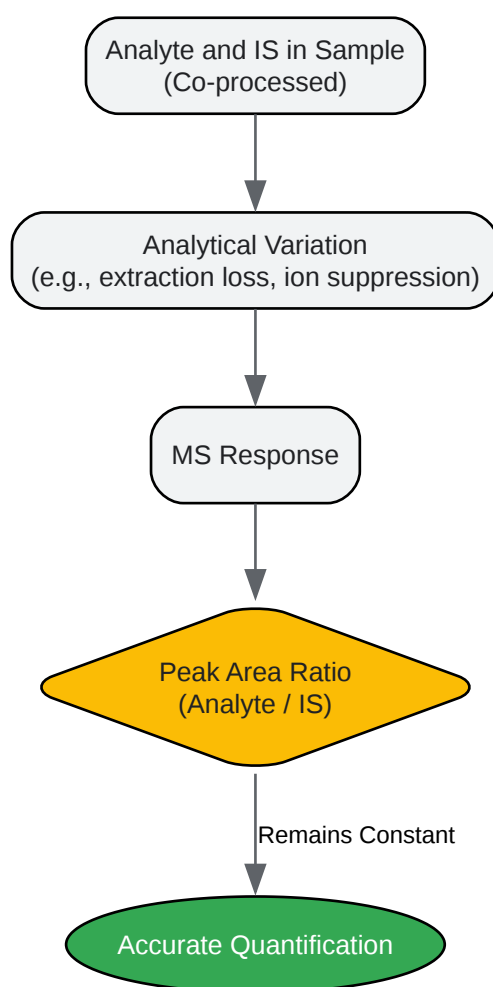 Analyte and IS in Sample
(Co-processed)
Analytical Variation
(e.g., extraction loss, ion suppression)
MS Response
Peak Area Ratio
(Analyte / IS)
Remains Constant
Accurate Quantification